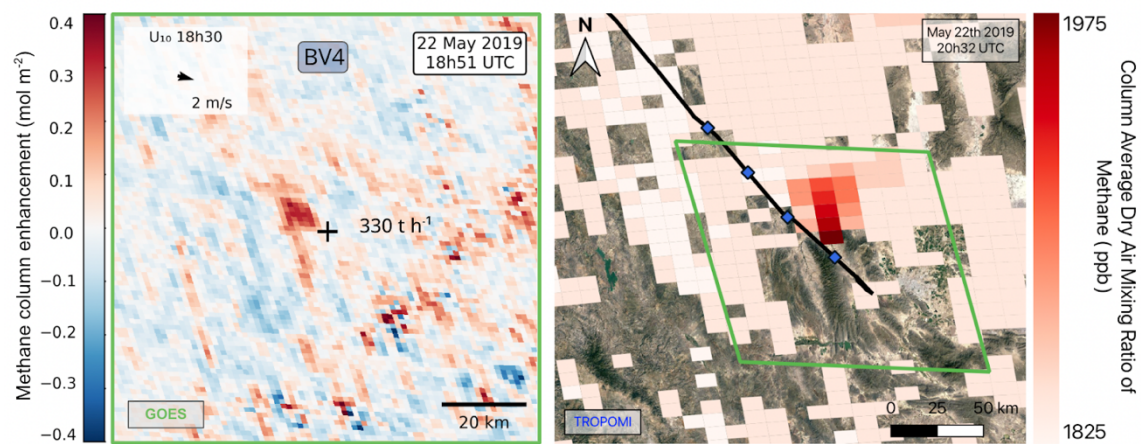 Methane column enhancement (mol m⁻²)
0.4
0.3
0.2
0.1
0.0
−0.1
−0.2
−0.3
−0.4
U₁₀ 18h30
2 m/s
BV4
22 May 2019
18h51 UTC
330 t h⁻¹
GOES
20 km
N
May 22th 2019
20h32 UTC
TROPOMI
0 25 50 km
1975
1825
Column Average Dry Air Mixing Ratio of
Methane (ppb)